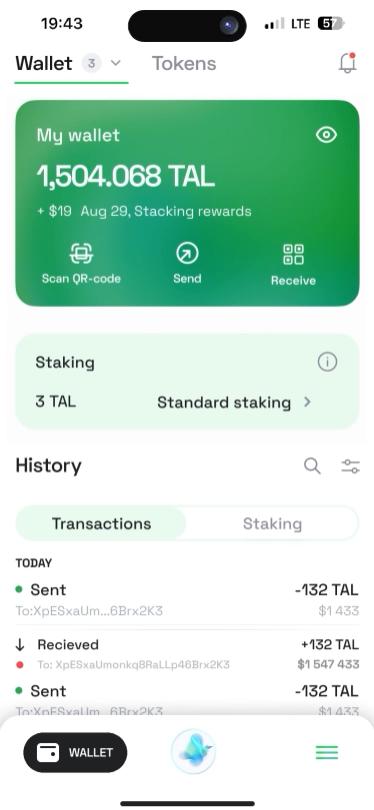 19:43
LTE 57
Wallet 3 Tokens
My wallet
1,504.068 TAL
+ $19 Aug 29, Stacking rewards
Scan QR-code Send Receive
Staking
3 TAL Standard staking
History
Transactions Staking
TODAY
Sent -132 TAL
To:XpESxaUm...6Brx2K3 $1 433
Recieved +132 TAL
To: XpESxaUmonkq8RaLLp46Brx2K3 $1 547 433
Sent -132 TAL
To:XpESxaUm...6Brx2K3 $1 433
WALLET